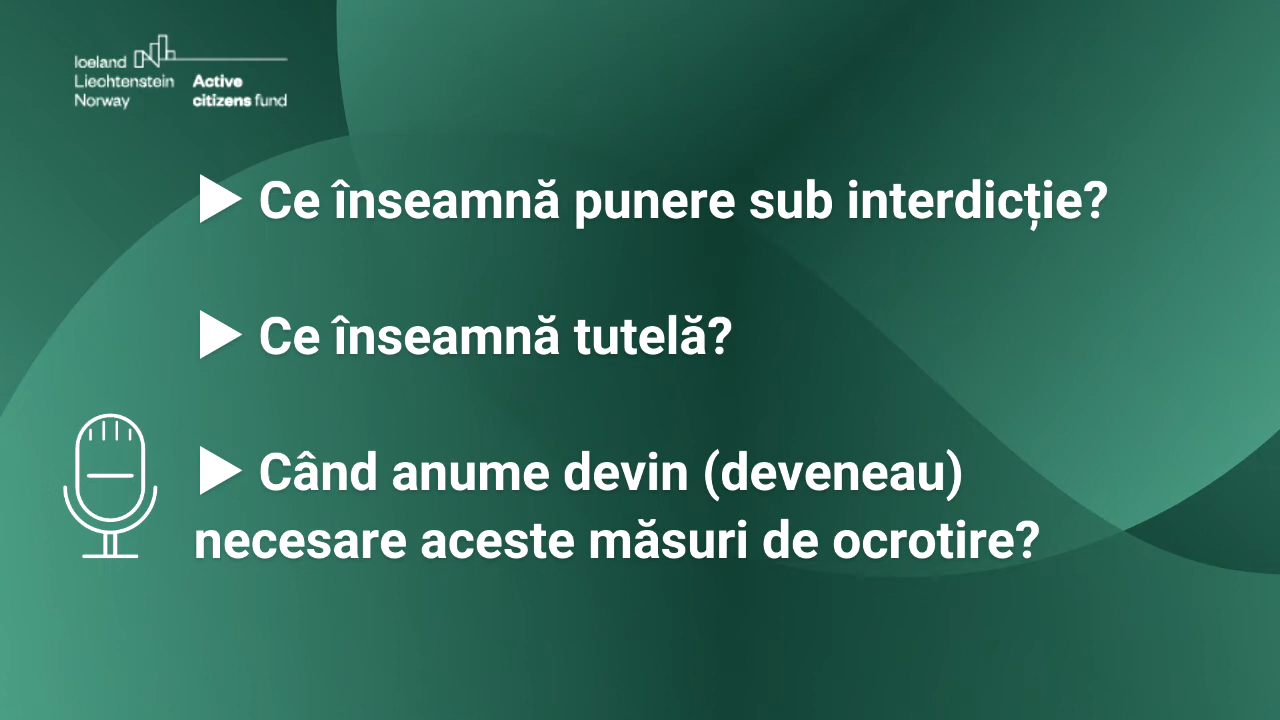 Iceland
Liechtenstein
Norway
Active
citizens fund
▶ Ce înseamnă punere sub interdicție?
▶ Ce înseamnă tutelă?
▶ Când anume devin (deveneau)
necesare aceste măsuri de ocrotire?